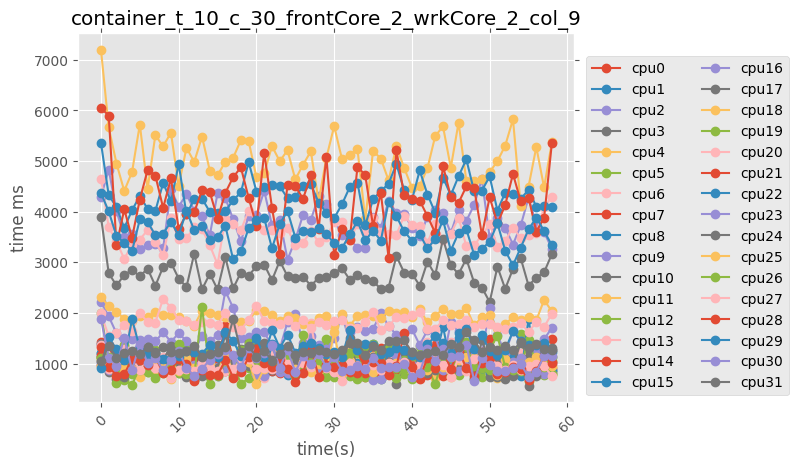 container_t_10_c_30_frontCore_2_wrkCore_2_col_9
time ms
7000
6000
5000
4000
3000
2000
1000
0
10
20
30
40
50
60
time(s)
cpu0
cpu1
cpu2
cpu3
cpu4
cpu5
cpu6
cpu7
cpu8
cpu9
cpu10
cpu11
cpu12
cpu13
cpu14
cpu15
cpu16
cpu17
cpu18
cpu19
cpu20
cpu21
cpu22
cpu23
cpu24
cpu25
cpu26
cpu27
cpu28
cpu29
cpu30
cpu31